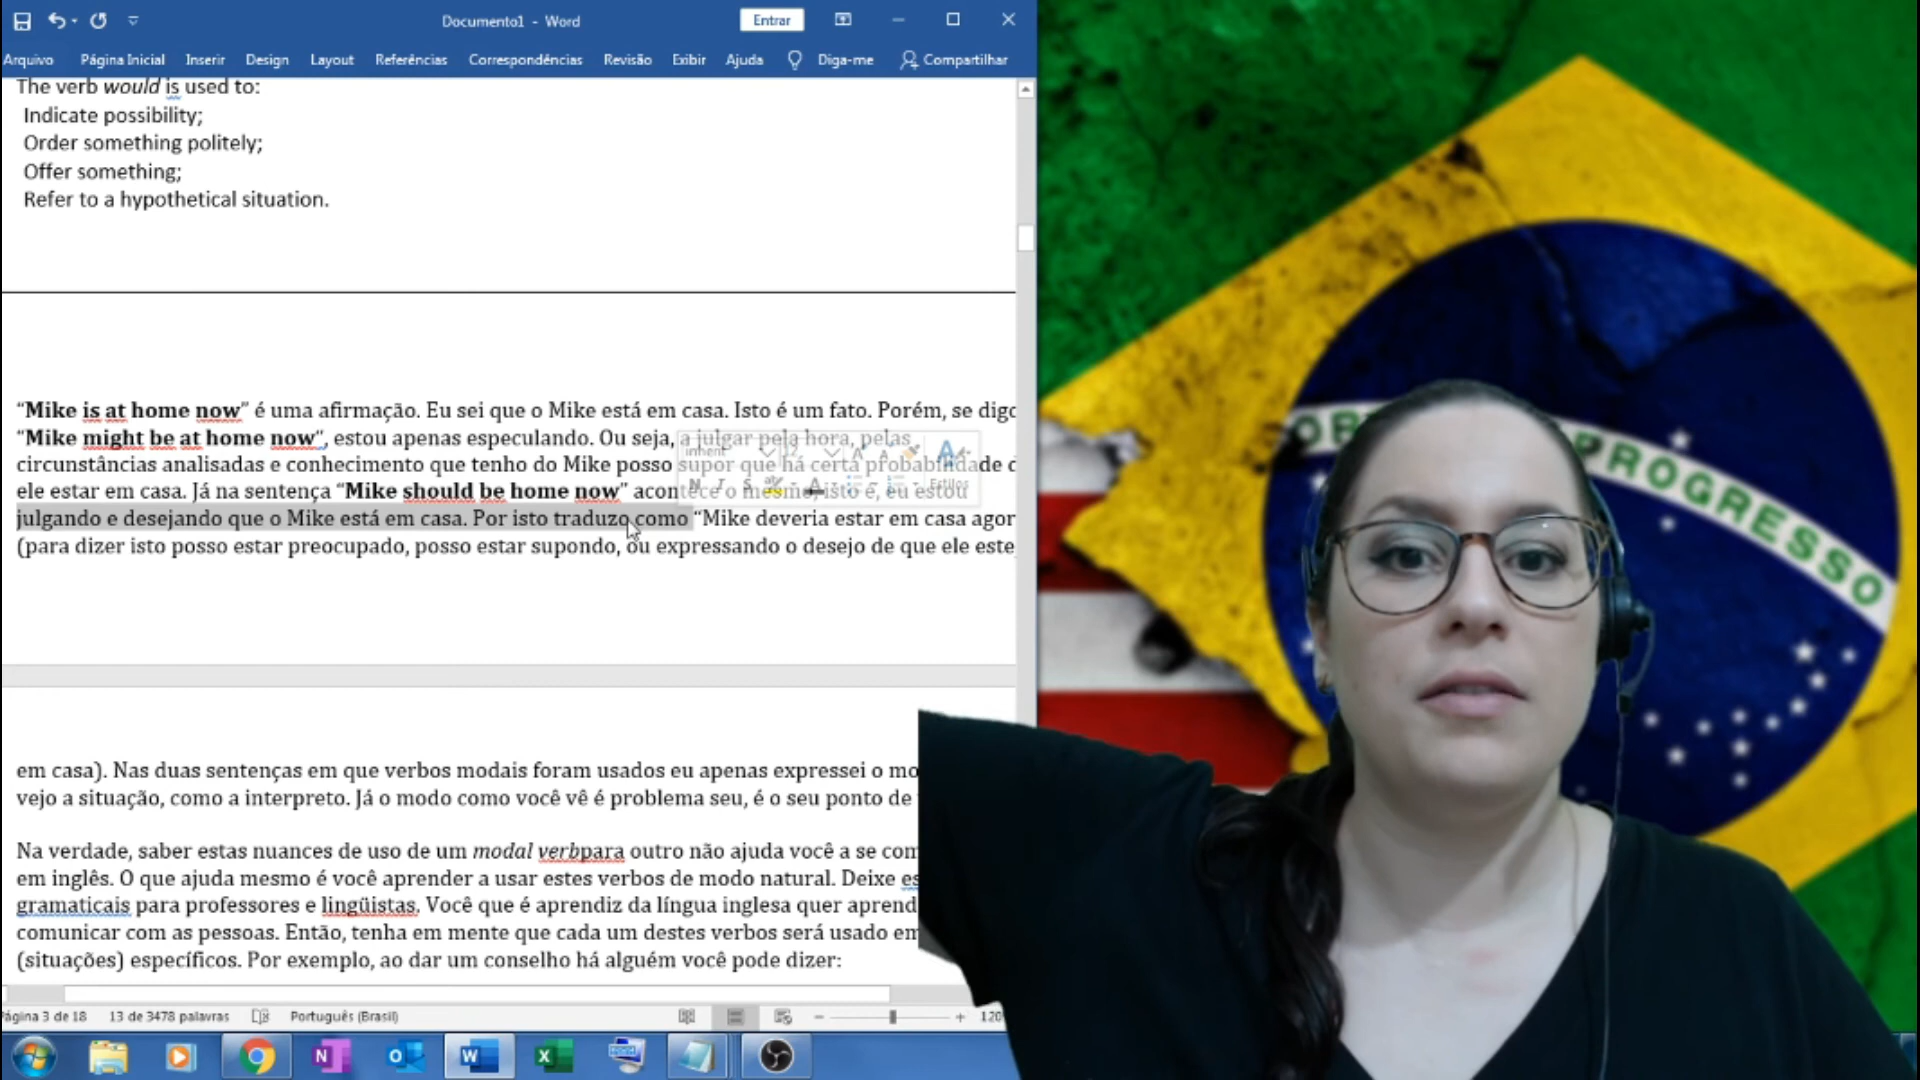 Documento1 - Word
Entrar
Arquivo Página Inicial Inserir Design Layout Referências Correspondências Revisão Exibir Ajuda Diga-me Compartilhar
The verb would is used to:
Indicate possibility;
Order something politely;
Offer something;
Refer to a hypothetical situation.
“Mike is at home now” é uma afirmação. Eu sei que o Mike está em casa. Isto é um fato. Porém, se digo
“Mike might be at home now“, estou apenas especulando. Ou seja, a julgar pela hora, pelas
circunstâncias analisadas e conhecimento que tenho do Mike posso supor que há certa probabilidade d
ele estar em casa. Já na sentença “Mike should be home now” acontece o mesmo, isto é, eu estou
julgando e desejando que o Mike está em casa. Por isto traduzo como “Mike deveria estar em casa agor
(para dizer isto posso estar preocupado, posso estar supondo, ou expressando o desejo de que ele este
em casa). Nas duas sentenças em que verbos modais foram usados eu apenas expressei o mo
vejo a situação, como a interpreto. Já o modo como você vê é problema seu, é o seu ponto de
Na verdade, saber estas nuances de uso de um modal verbpara outro não ajuda você a se com
em inglês. O que ajuda mesmo é você aprender a usar estes verbos de modo natural. Deixe es
gramaticais para professores e lingüistas. Você que é aprendiz da língua inglesa quer aprend
comunicar com as pessoas. Então, tenha em mente que cada um destes verbos será usado em
(situações) específicos. Por exemplo, ao dar um conselho há alguém você pode dizer:
Página 3 de 18 13 de 3478 palavras Português (Brasil) 120
PROGRESSO